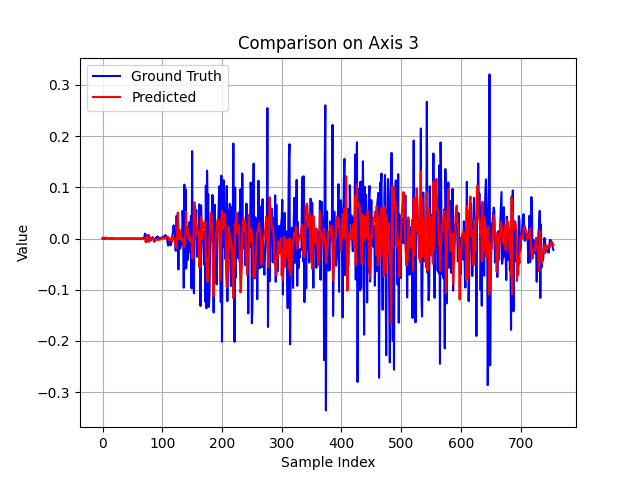 Comparison on Axis 3
Ground Truth
Predicted
Value
0.3
0.2
0.1
0.0
−0.1
−0.2
−0.3
0 100 200 300 400 500 600 700
Sample Index